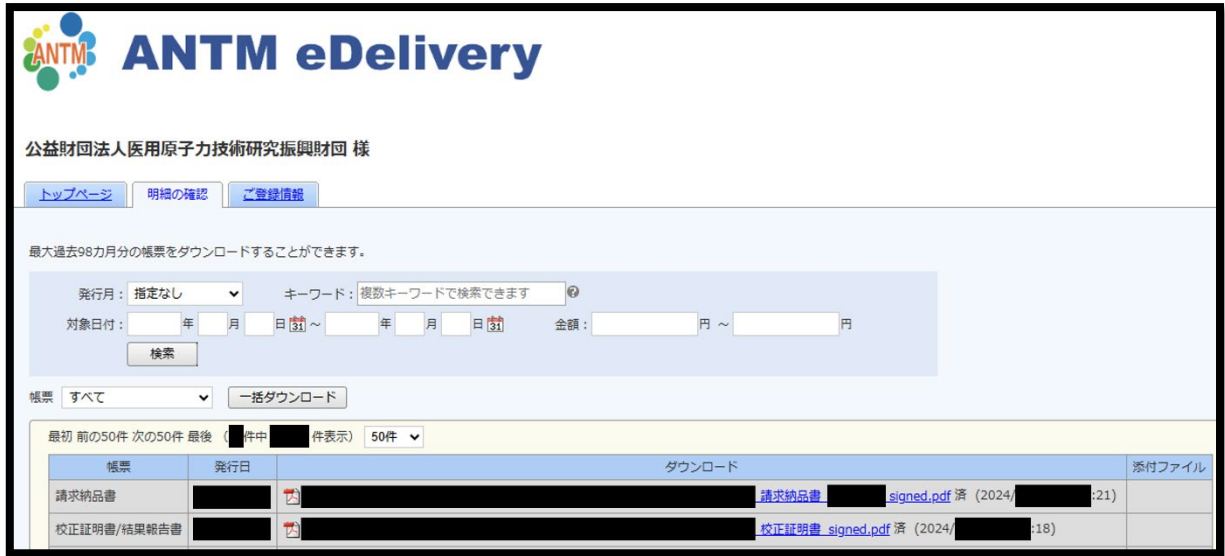 ANTM
ANTM eDelivery
公益財団法人医用原子力技術研究振興財団 様
トップページ 明細の確認 ご登録情報
最大過去98カ月分の帳票をダウンロードすることができます。
発行月： 指定なし キーワード： 複数キーワードで検索できます
対象日付： 年 月 日 31 ～ 年 月 日 31 金額： 円 ～ 円
検索
帳票 すべて 一括ダウンロード
最初 前の50件 次の50件 最後 （ 件中 件表示） 50件
帳票 発行日 ダウンロード 添付ファイル
請求納品書 請求納品書_ _signed.pdf 済 (2024/ :21)
校正証明書/結果報告書 校正証明書_signed.pdf 済 (2024/ :18)